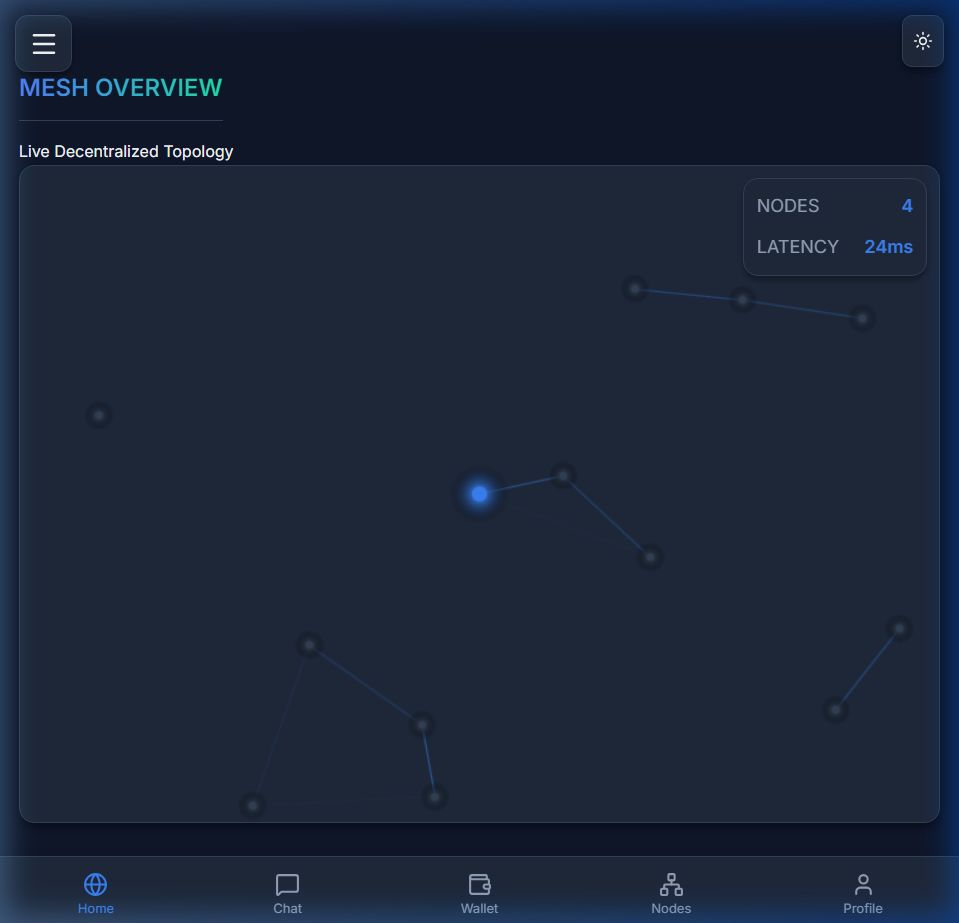 MESH OVERVIEW
Live Decentralized Topology
NODES 4
LATENCY 24ms
Home Chat Wallet Nodes Profile